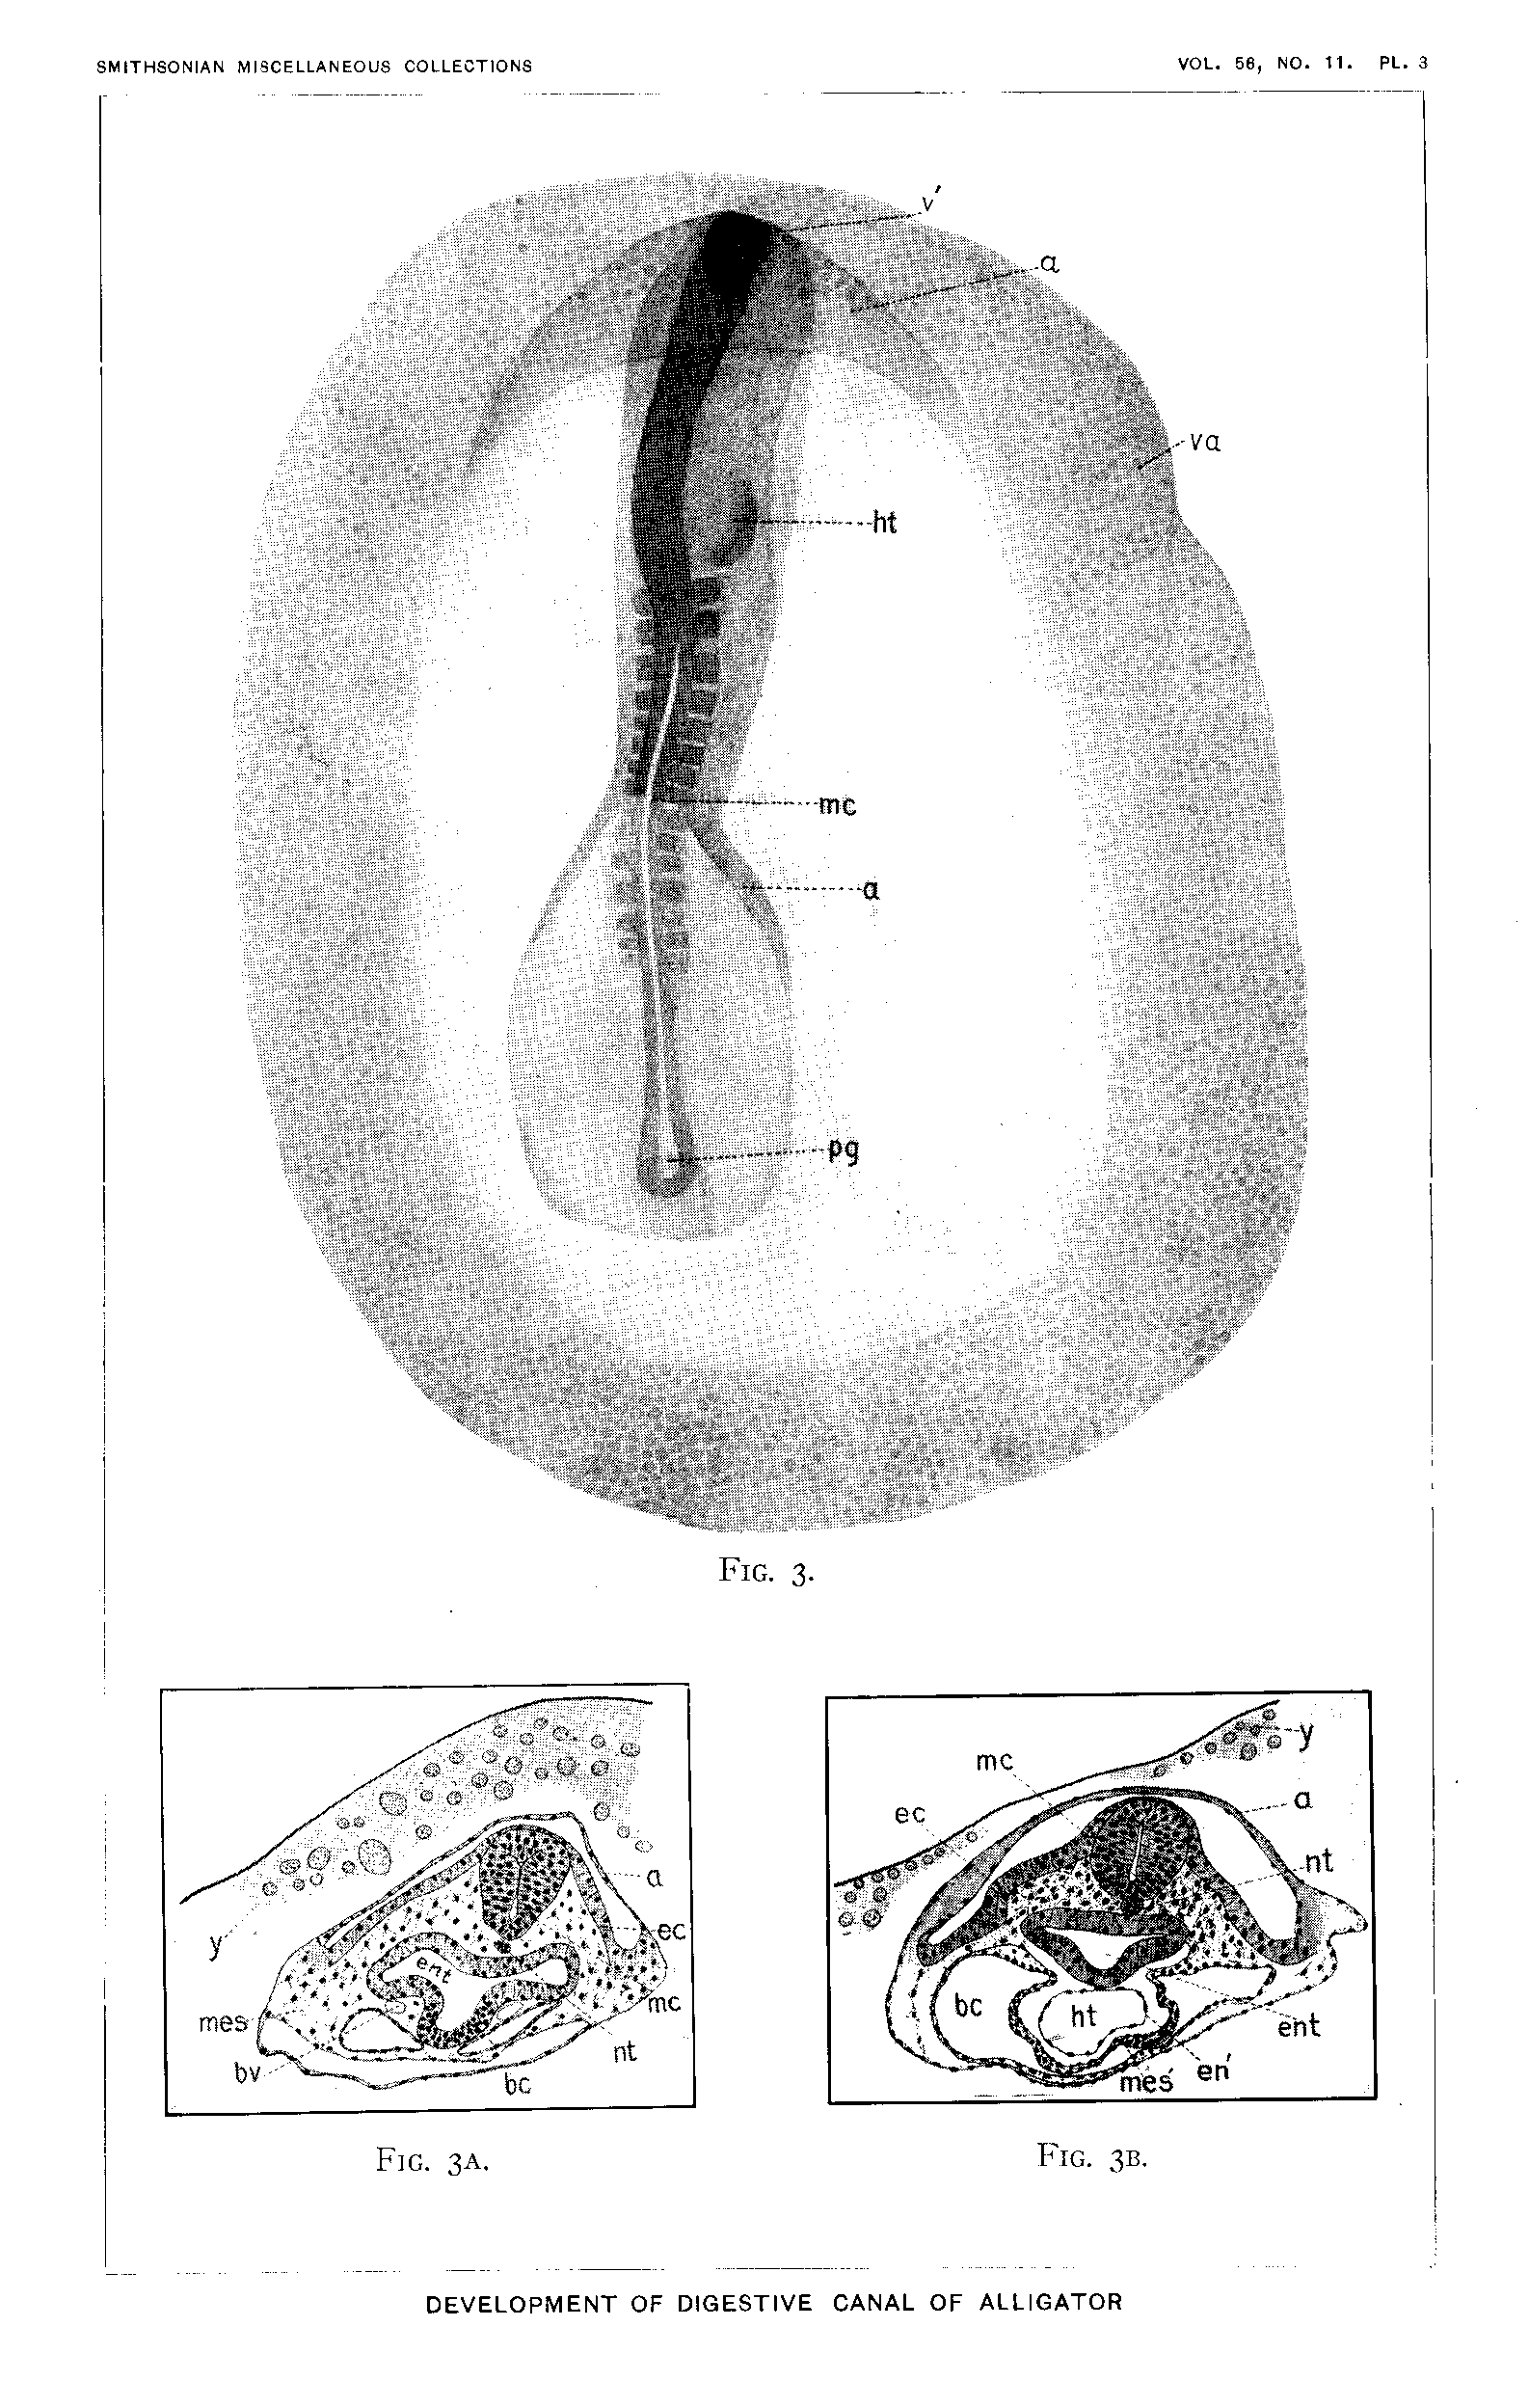 SMITHSONIAN MISCELLANEOUS COLLECTIONS
VOL. 56, NO. 11. PL. 3
v'
a
va
ht
mc
a
pg
FIG. 3.
a
ec
y
ent
mes
mc
bv
nt
bc
y
mc
a
ec
nt
bc
ht
ent
mes'
en'
FIG. 3A.
FIG. 3B.
DEVELOPMENT OF DIGESTIVE CANAL OF ALLIGATOR